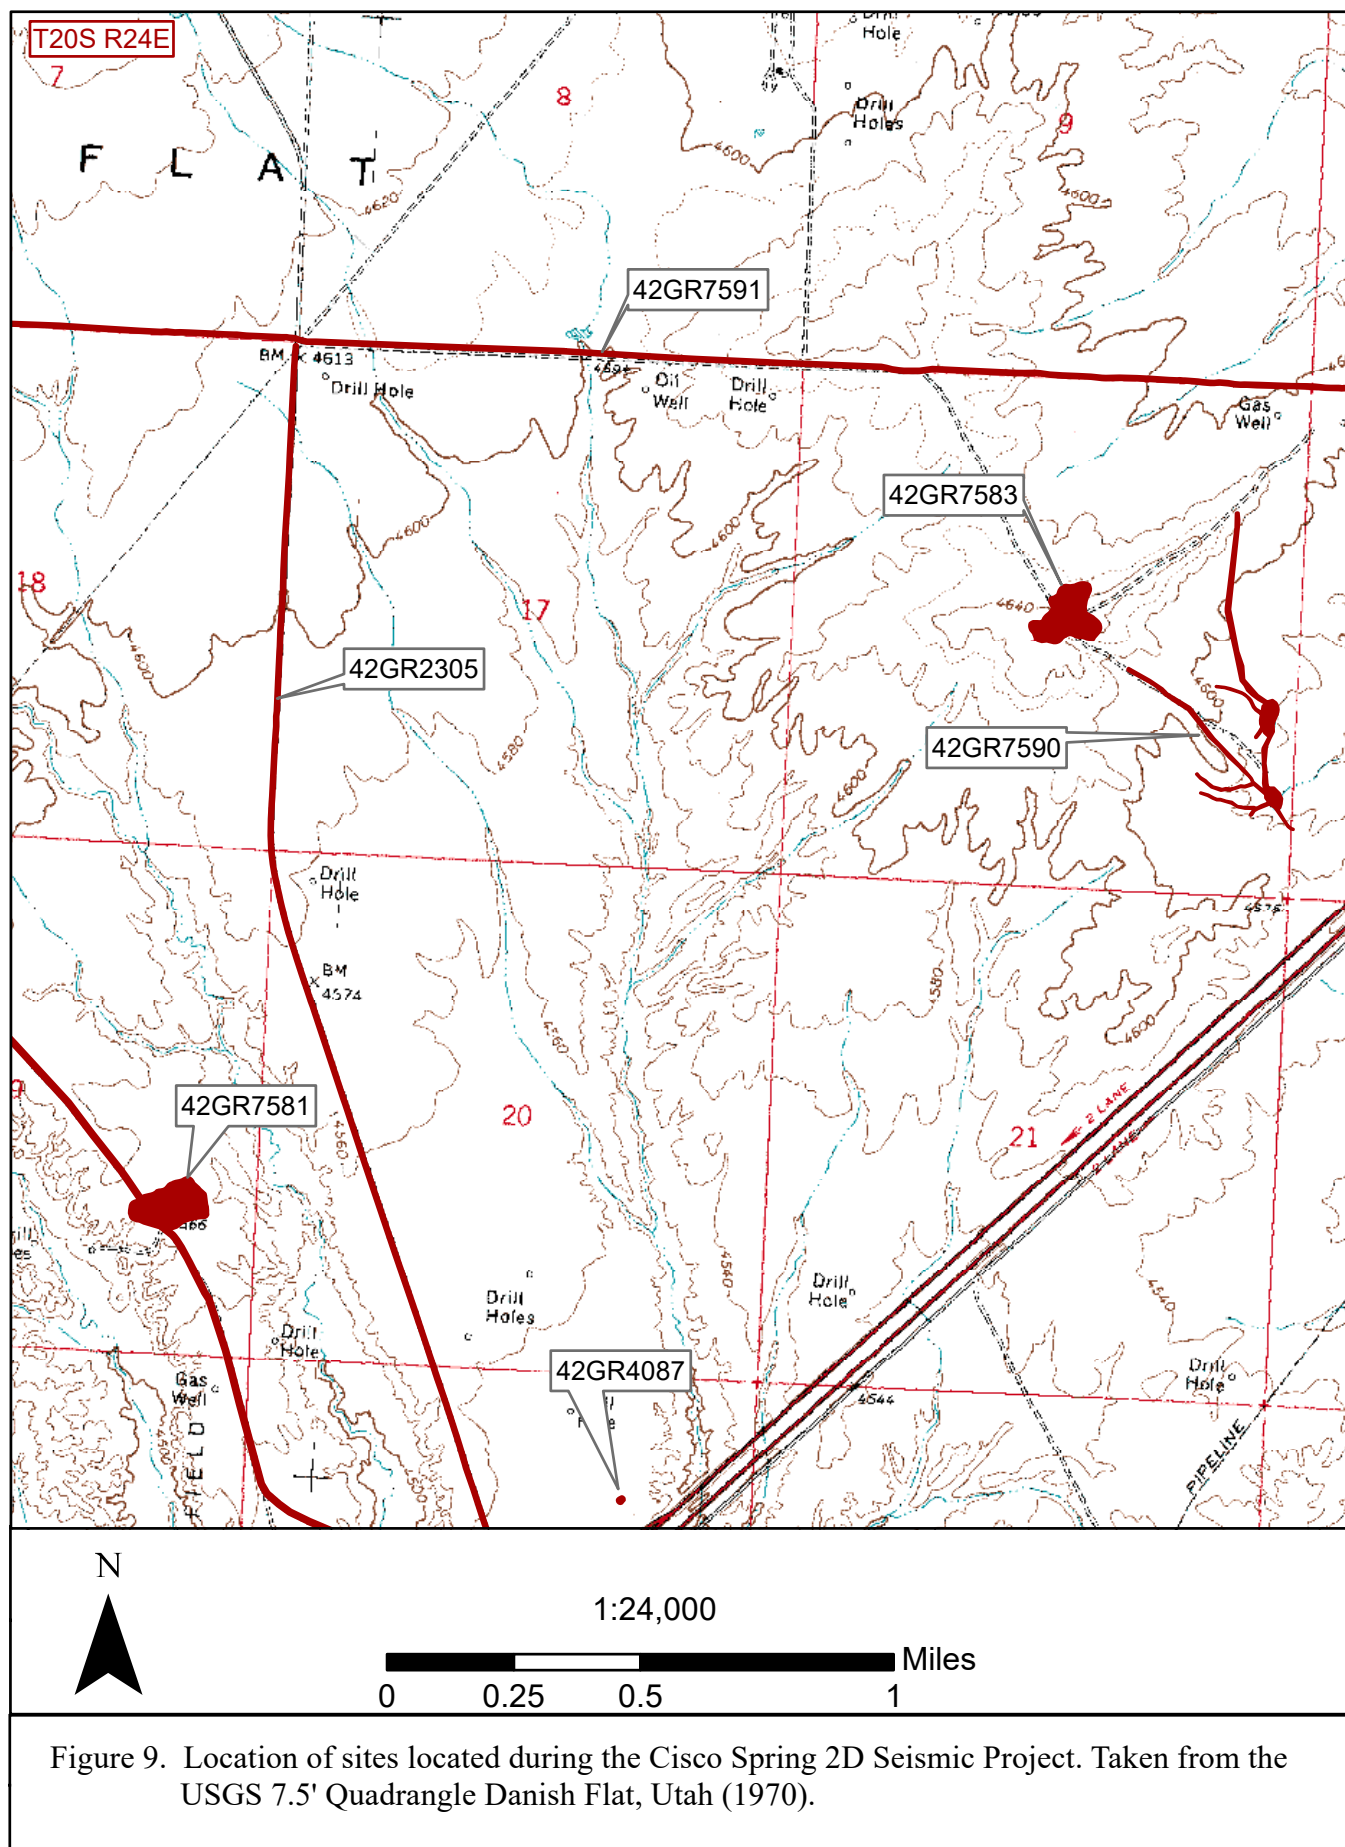 T20S R24E
Drill
Hole
7
8
Drill
Holes
9
4600
F L A T
4600
4620
42GR7591
BM × 4613
Drill Hole
Oil
Well
Drill
Hole
Gas
Well
42GR7583
4600
4600
18
17
4640
4600
42GR2305
4600
42GR7590
4580
4600
Drill
Hole
4576
BM
4574
4580
4600
4560
2 LANE
42GR7581
20
21
2 LANE
4560
4540
4540
Drill
Hole
Drill
Holes
Drill
Hole
42GR4087
Drill
Hole
Gas
Well
4544
FIELD
PIPELINE
4560
N
1:24,000
Miles
0 0.25 0.5 1
Figure 9. Location of sites located during the Cisco Spring 2D Seismic Project. Taken from the
USGS 7.5' Quadrangle Danish Flat, Utah (1970).